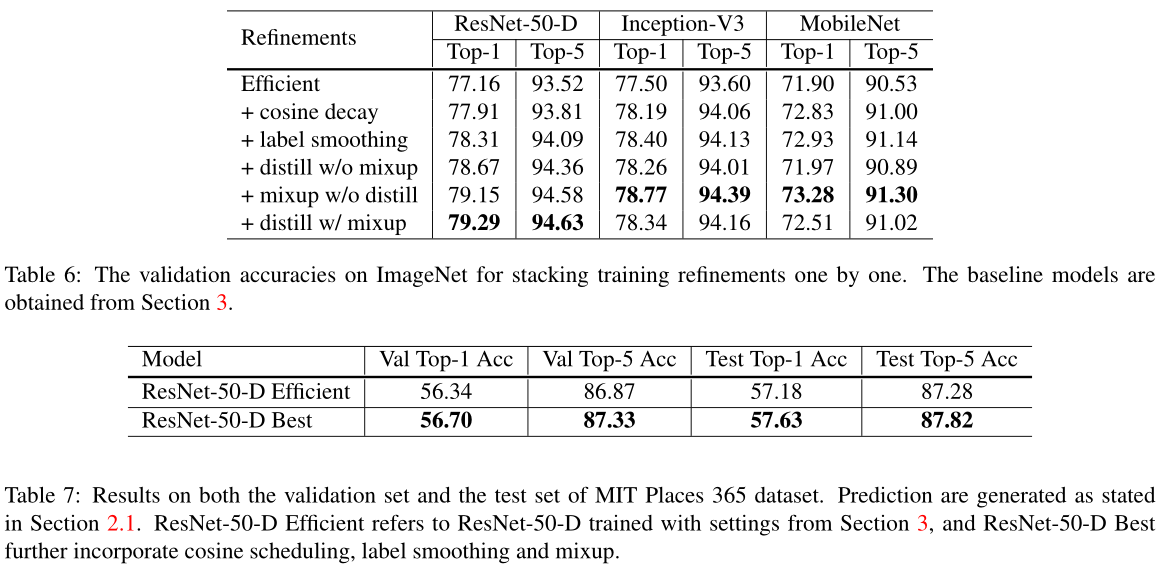 Refinements ResNet-50-D Inception-V3 MobileNet
Top-1 Top-5 Top-1 Top-5 Top-1 Top-5
Efficient 77.16 93.52 77.50 93.60 71.90 90.53
+ cosine decay 77.91 93.81 78.19 94.06 72.83 91.00
+ label smoothing 78.31 94.09 78.40 94.13 72.93 91.14
+ distill w/o mixup 78.67 94.36 78.26 94.01 71.97 90.89
+ mixup w/o distill 79.15 94.58 78.77 94.39 73.28 91.30
+ distill w/ mixup 79.29 94.63 78.34 94.16 72.51 91.02
Table 6: The validation accuracies on ImageNet for stacking training refinements one by one. The baseline models are
obtained from Section 3.
Model Val Top-1 Acc Val Top-5 Acc Test Top-1 Acc Test Top-5 Acc
ResNet-50-D Efficient 56.34 86.87 57.18 87.28
ResNet-50-D Best 56.70 87.33 57.63 87.82
Table 7: Results on both the validation set and the test set of MIT Places 365 dataset. Prediction are generated as stated
in Section 2.1. ResNet-50-D Efficient refers to ResNet-50-D trained with settings from Section 3, and ResNet-50-D Best
further incorporate cosine scheduling, label smoothing and mixup.